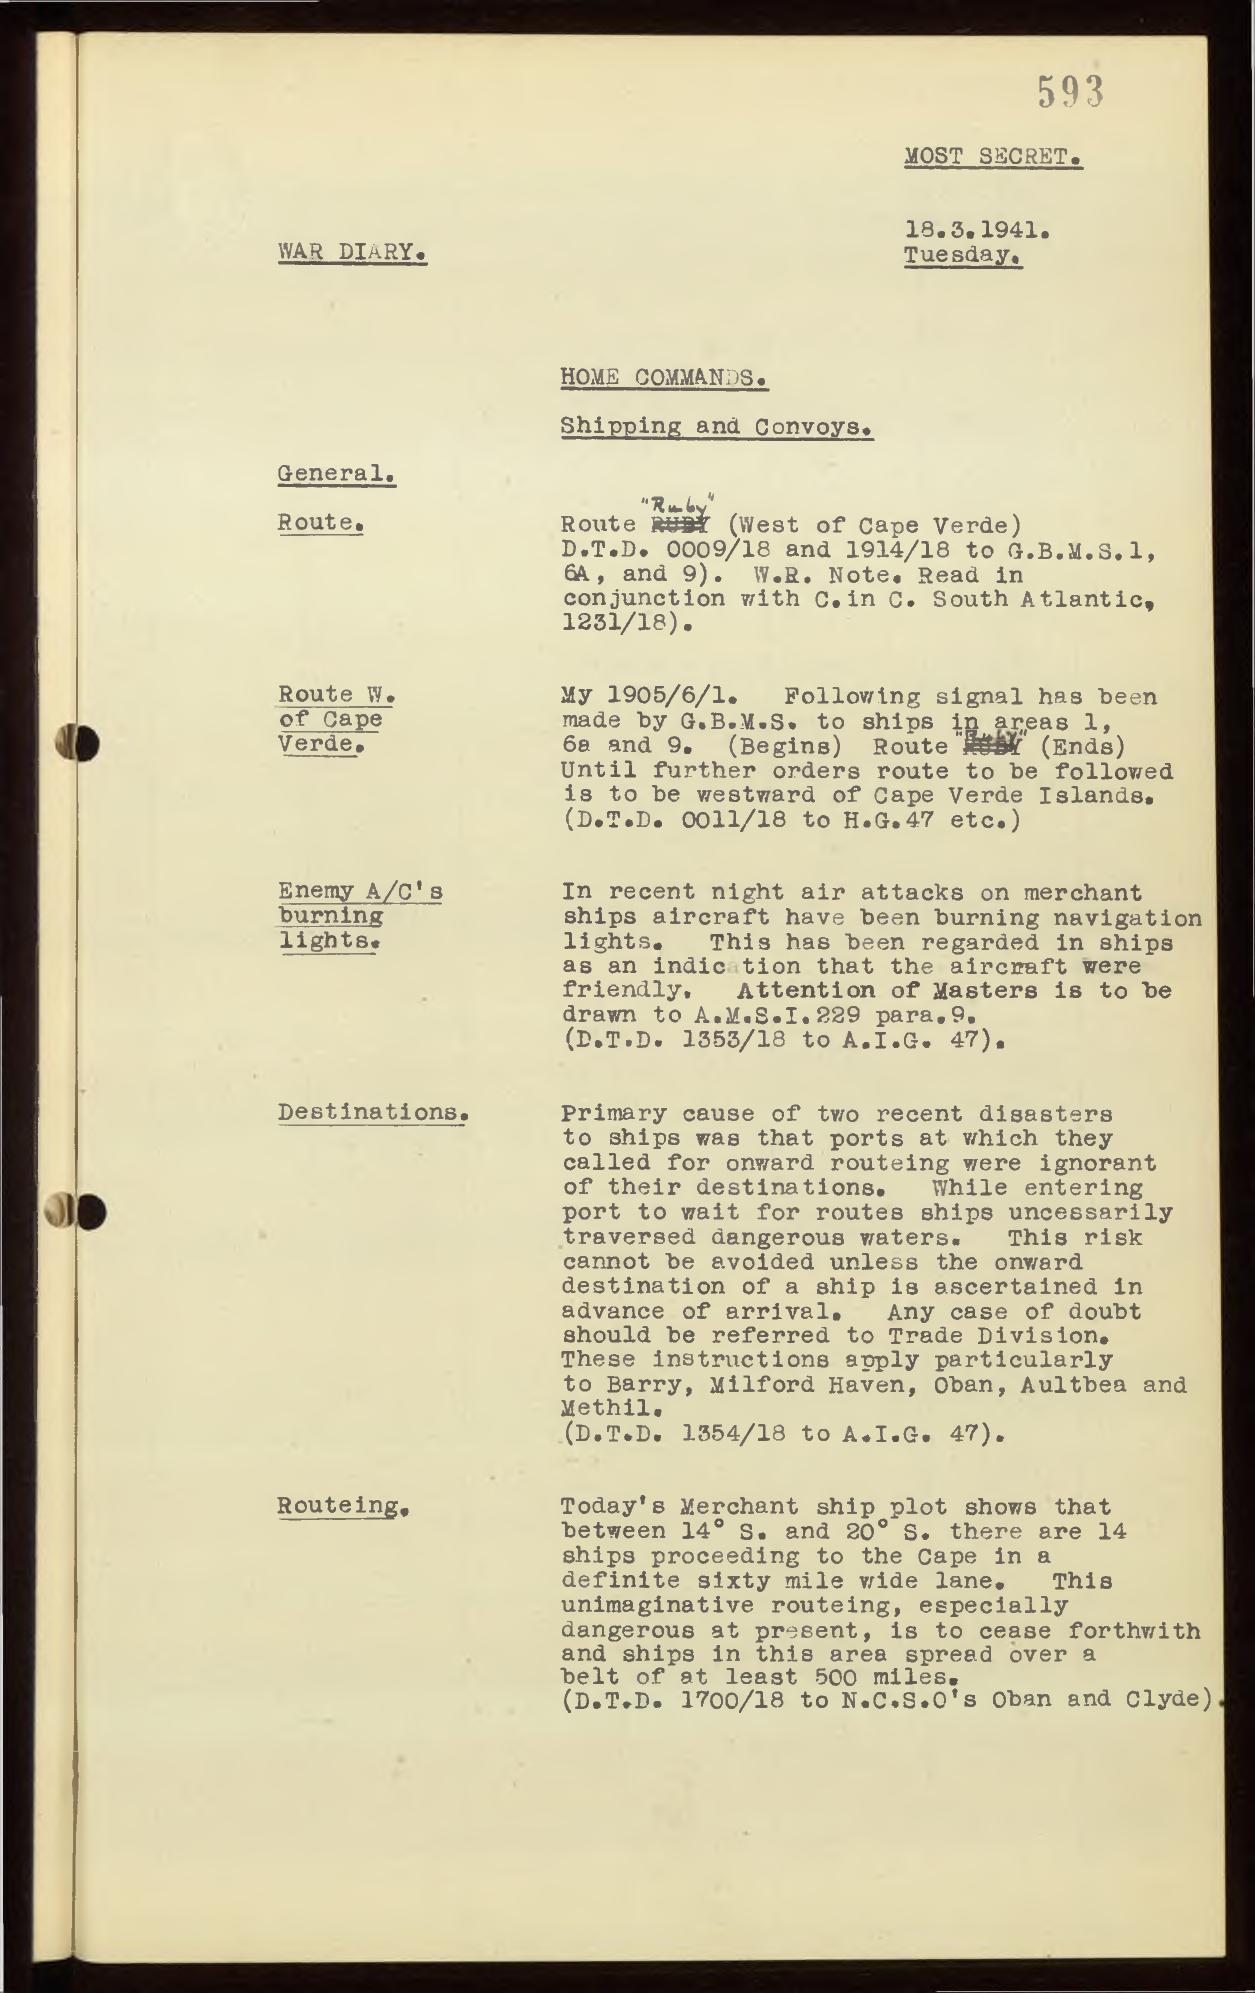 593
MOST SECRET.
18.3.1941.
WAR DIARY.
Tuesday.
HOME COMMANDS.
Shipping and Convoys.
General.
"Ruby"
Route. Route RUBY (West of Cape Verde)
D.T.D. 0009/18 and 1914/18 to G.B.M.S.1,
6A, and 9). W.R. Note. Read in
conjunction with C.in C. South Atlantic,
1231/18).
Route W. My 1905/6/1. Following signal has been
of Cape made by G.B.M.S. to ships in areas 1,
"Ruby"
Verde. 6a and 9. (Begins) Route RUBY (Ends)
Until further orders route to be followed
is to be westward of Cape Verde Islands.
(D.T.D. 0011/18 to H.G.47 etc.)
Enemy A/C's In recent night air attacks on merchant
burning ships aircraft have been burning navigation
lights. lights. This has been regarded in ships
as an indication that the aircraft were
friendly. Attention of Masters is to be
drawn to A.M.S.I.229 para.9.
(D.T.D. 1353/18 to A.I.G. 47).
Destinations. Primary cause of two recent disasters
to ships was that ports at which they
called for onward routeing were ignorant
of their destinations. While entering
port to wait for routes ships uncessarily
traversed dangerous waters. This risk
cannot be avoided unless the onward
destination of a ship is ascertained in
advance of arrival. Any case of doubt
should be referred to Trade Division.
These instructions apply particularly
to Barry, Milford Haven, Oban, Aultbea and
Methil.
(D.T.D. 1354/18 to A.I.G. 47).
Routeing. Today's Merchant ship plot shows that
between 14° S. and 20° S. there are 14
ships proceeding to the Cape in a
definite sixty mile wide lane. This
unimaginative routeing, especially
dangerous at present, is to cease forthwith
and ships in this area spread over a
belt of at least 500 miles.
(D.T.D. 1700/18 to N.C.S.O's Oban and Clyde).